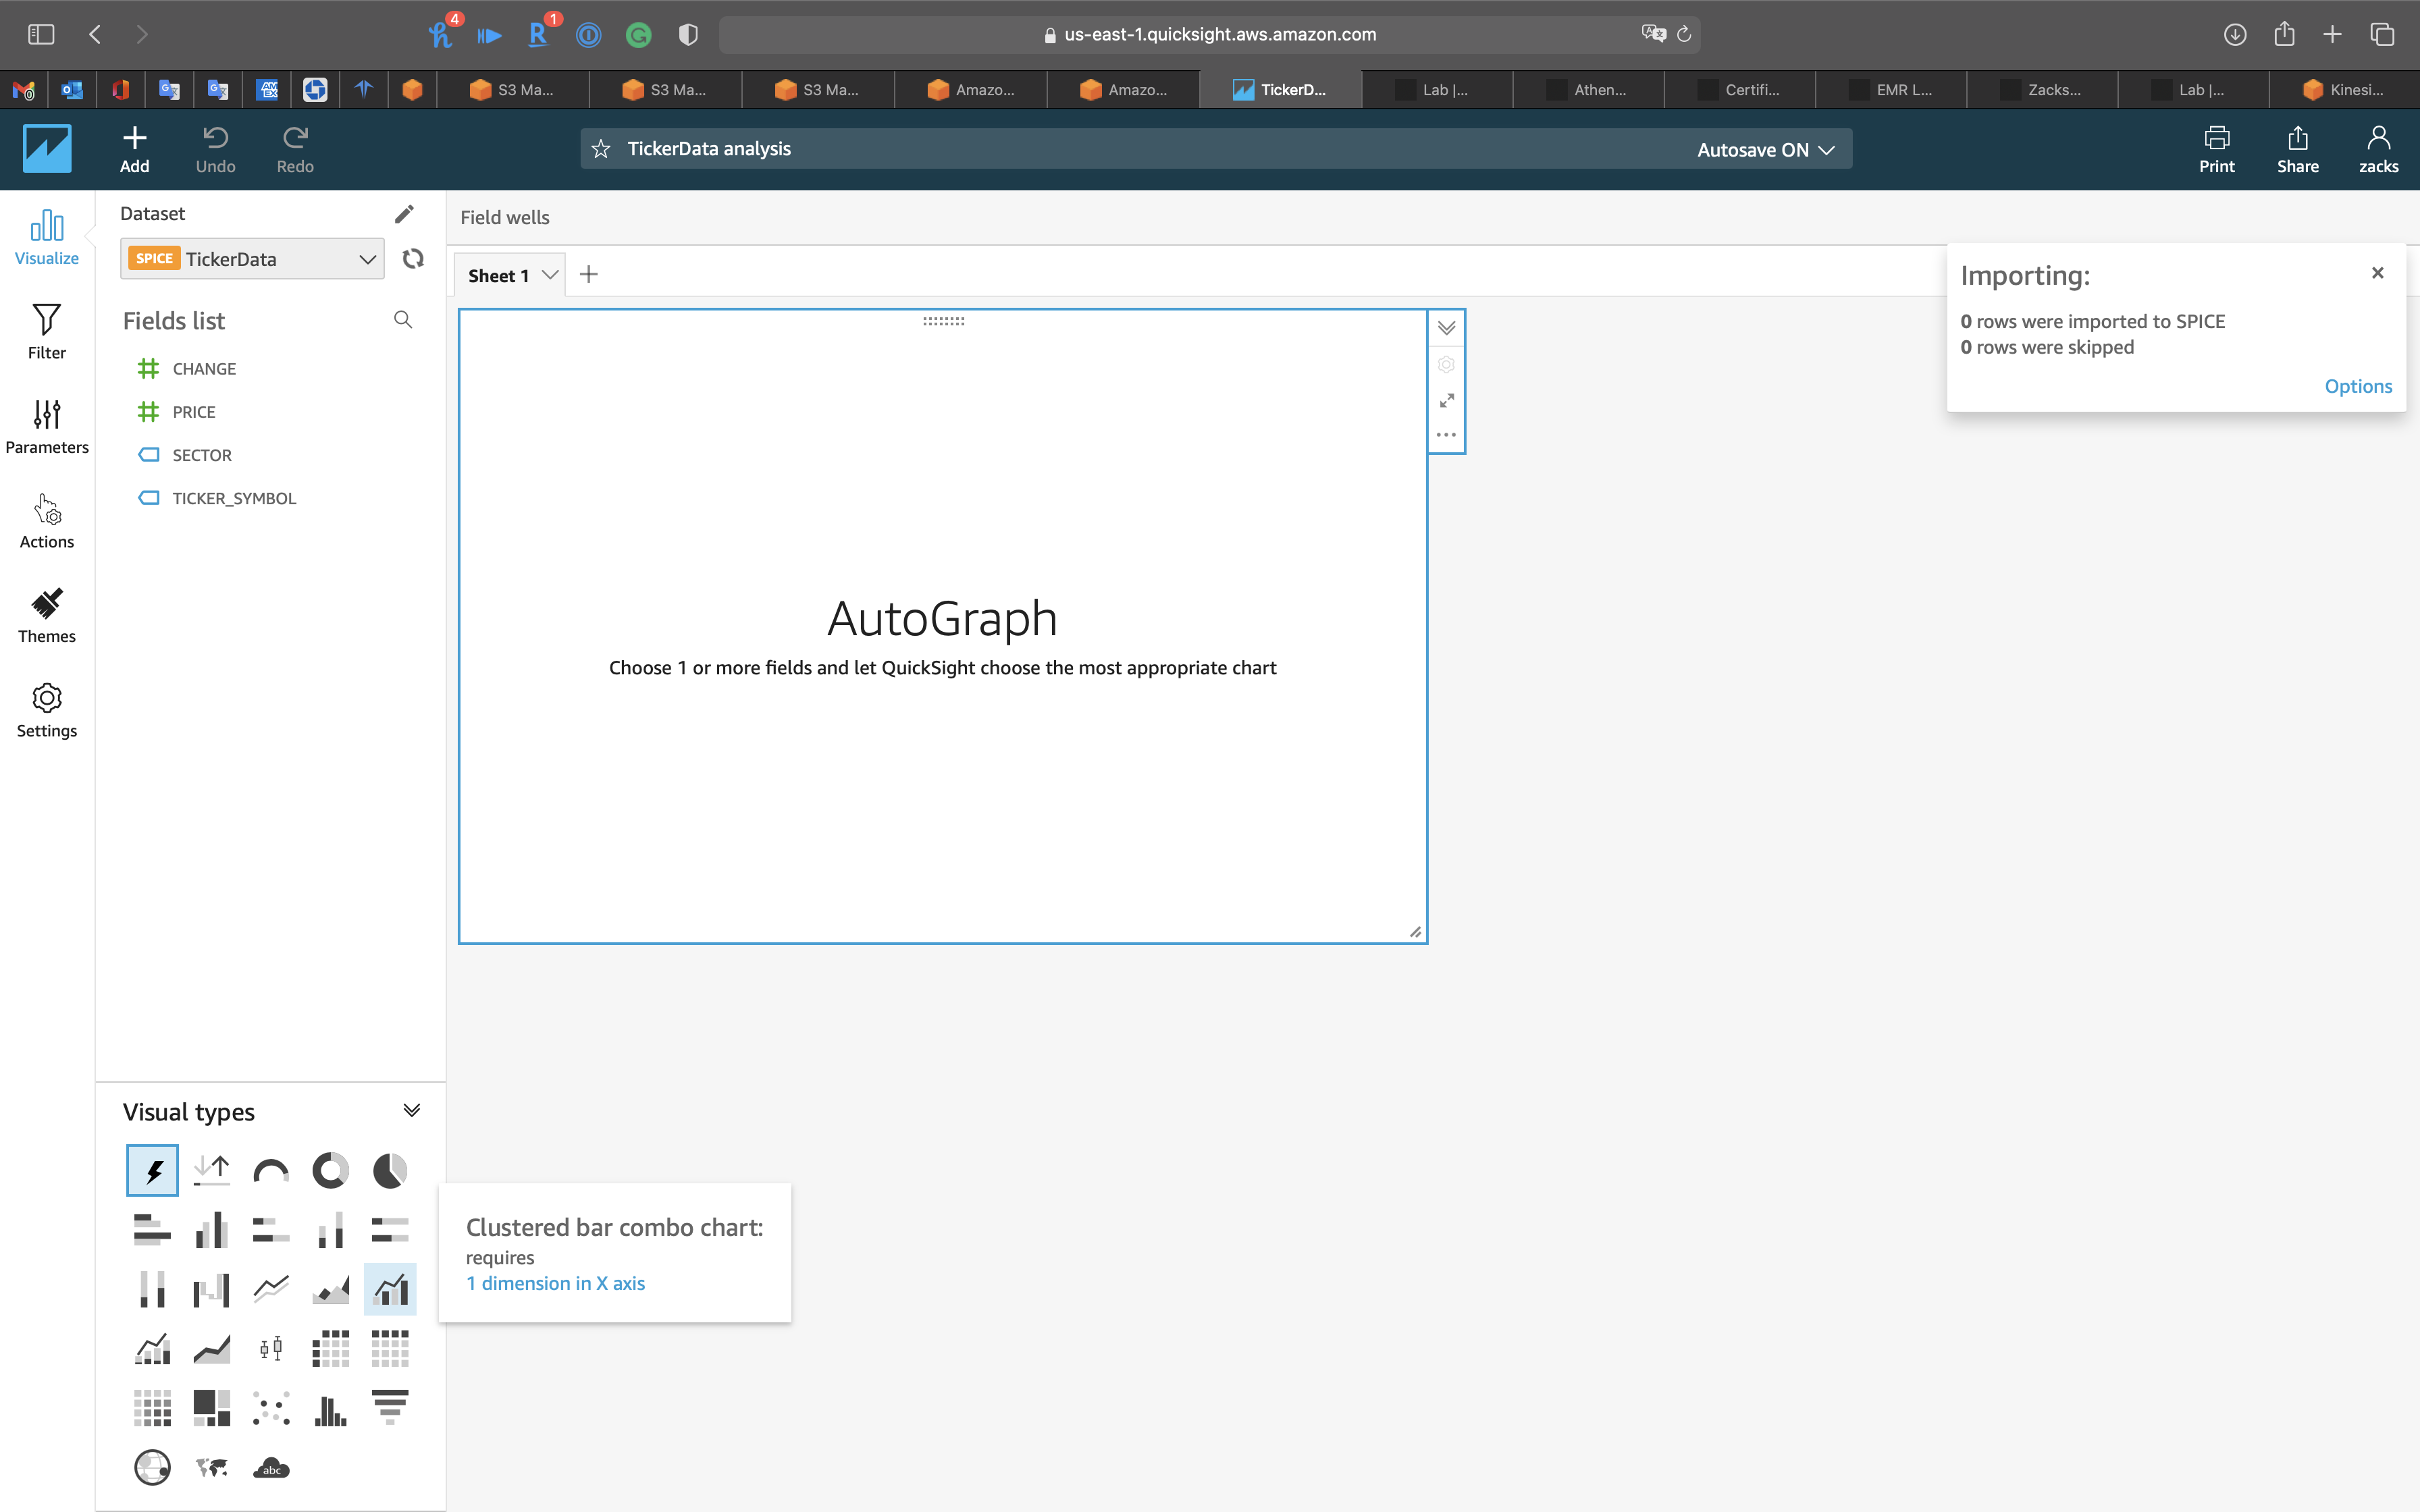 4
1
us-east-1.quicksight.aws.amazon.com
S3 Ma...
S3 Ma...
S3 Ma...
Amazo...
Amazo...
TickerD...
Lab |...
Athen...
Certifi...
EMR L...
Zacks...
Lab |...
Kinesi...
Add
Undo
Redo
TickerData analysis
Autosave ON
Print
Share
zacks
Visualize
Filter
Parameters
Actions
Themes
Settings
Dataset
SPICE TickerData
Fields list
CHANGE
PRICE
SECTOR
TICKER_SYMBOL
Field wells
Sheet 1
Importing:
0 rows were imported to SPICE
0 rows were skipped
Options
AutoGraph
Choose 1 or more fields and let QuickSight choose the most appropriate chart
Visual types
abc
Clustered bar combo chart:
requires
1 dimension in X axis